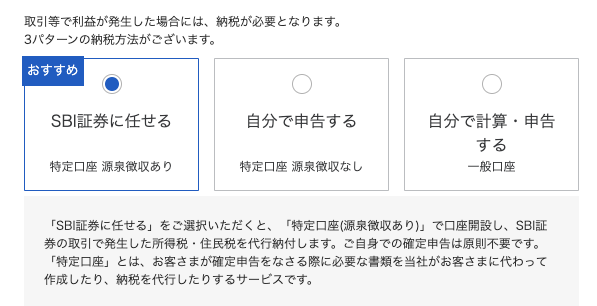 取引等で利益が発生した場合には、納税が必要となります。
3パターンの納税方法がございます。
おすすめ
SBI証券に任せる
特定口座 源泉徴収あり
自分で申告する
特定口座 源泉徴収なし
自分で計算・申告
する
一般口座
「SBI証券に任せる」をご選択いただくと、「特定口座(源泉徴収あり)」で口座開設し、SBI証
券の取引で発生した所得税・住民税を代行納付します。ご自身での確定申告は原則不要です。
「特定口座」とは、お客さまが確定申告をなさる際に必要な書類を当社がお客さまに代わって
作成したり、納税を代行したりするサービスです。